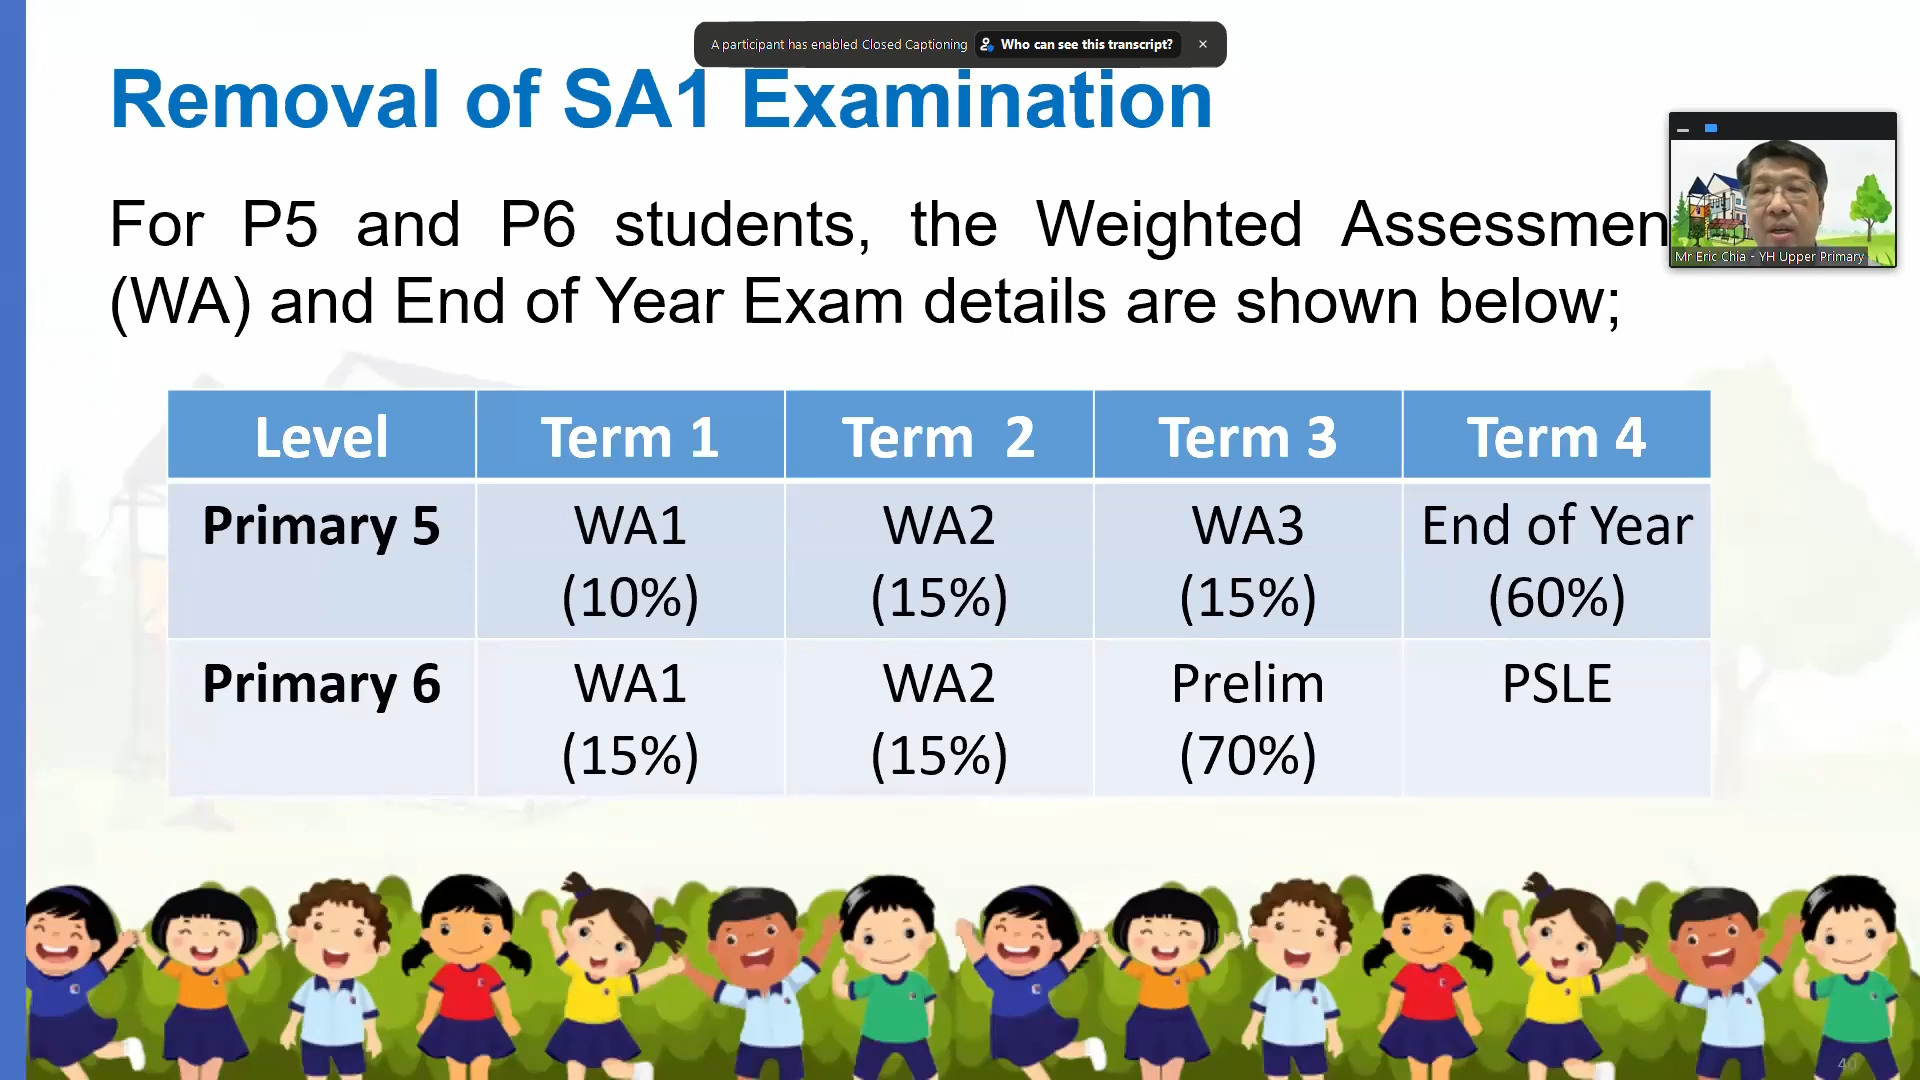 A participant has enabled Closed Captioning Who can see this transcript? ×
Removal of SA1 Examination
Mr Eric Chia - YH Upper Primary
For P5 and P6 students, the Weighted Assessmen
(WA) and End of Year Exam details are shown below;
Level Term 1 Term 2 Term 3 Term 4
Primary 5 WA1 WA2 WA3 End of Year
(10%) (15%) (15%) (60%)
Primary 6 WA1 WA2 Prelim PSLE
(15%) (15%) (70%)
40